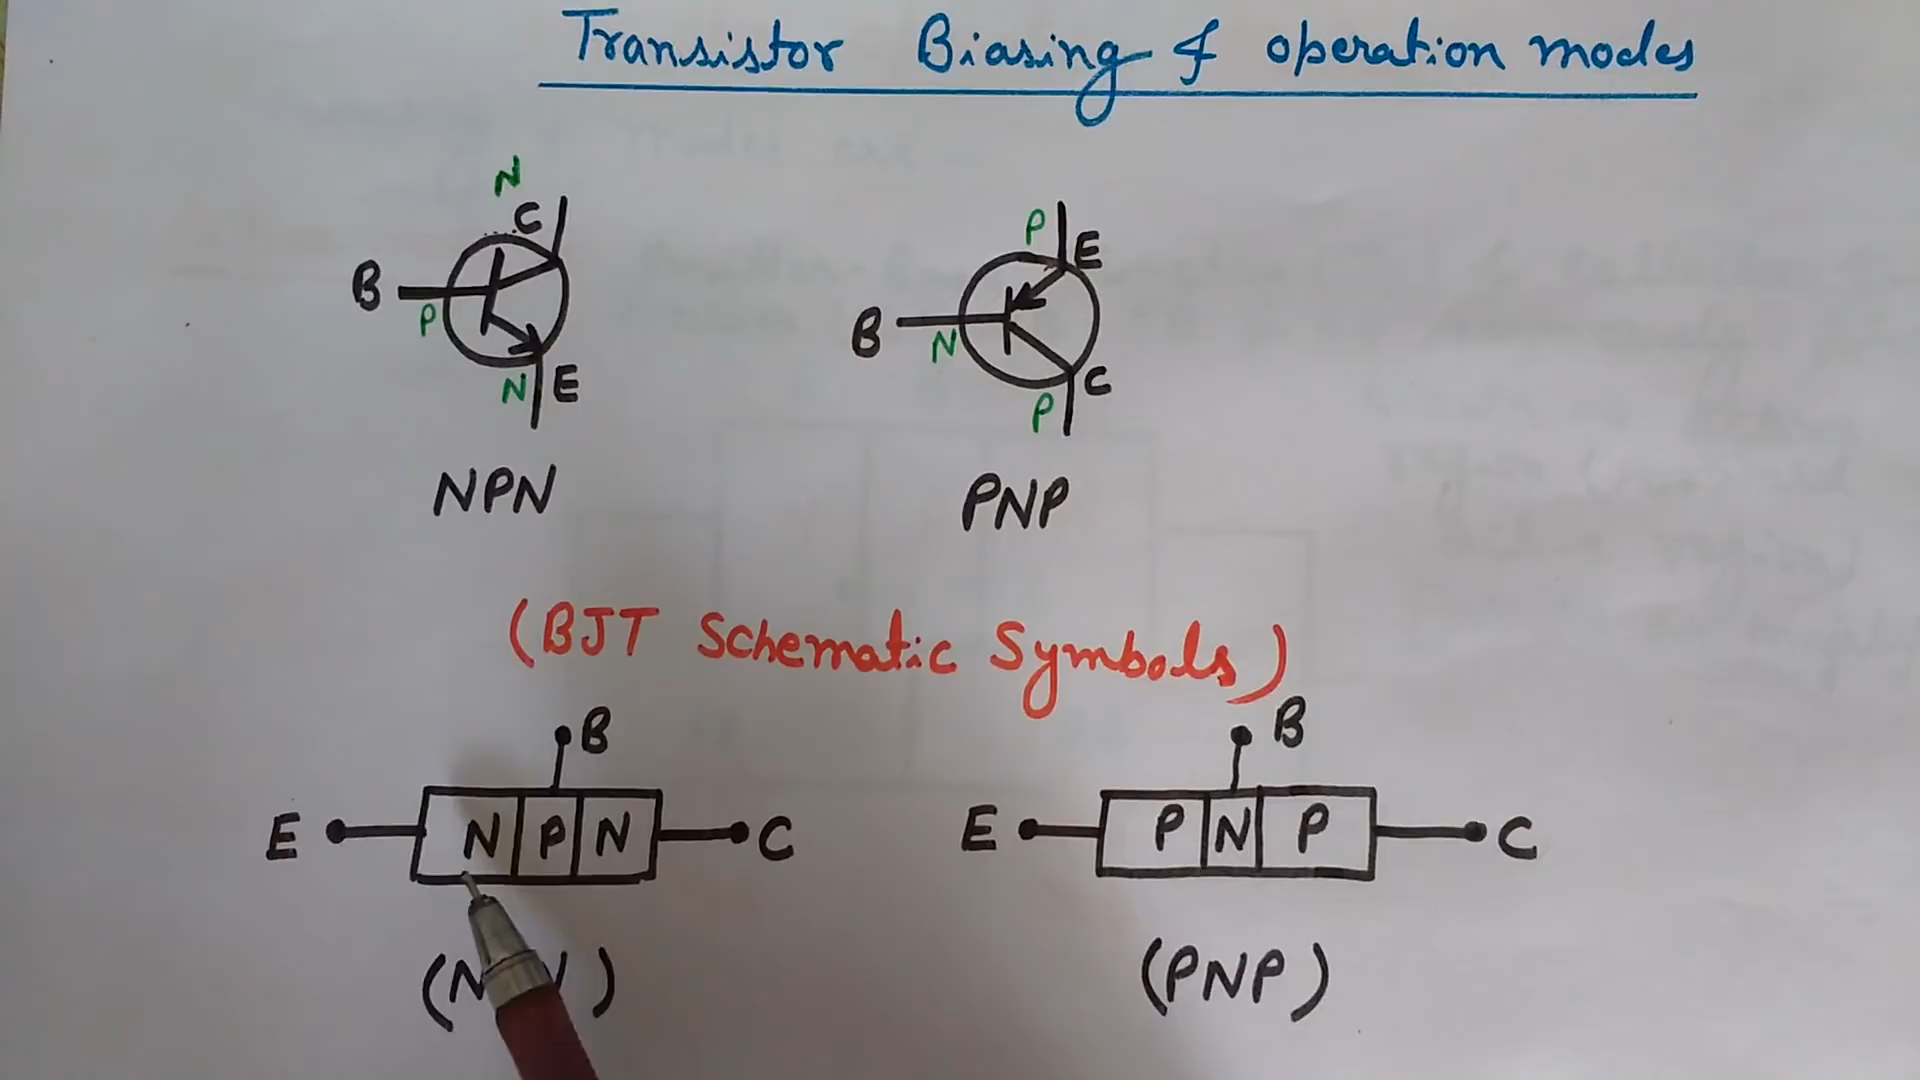 Transistor Biasing & operation modes
N
C
B
P
N E
NPN
P
E
B
N
C
P
PNP
(BJT Schematic Symbols)
B
E N P N C
B
E P N P C
(PNP)